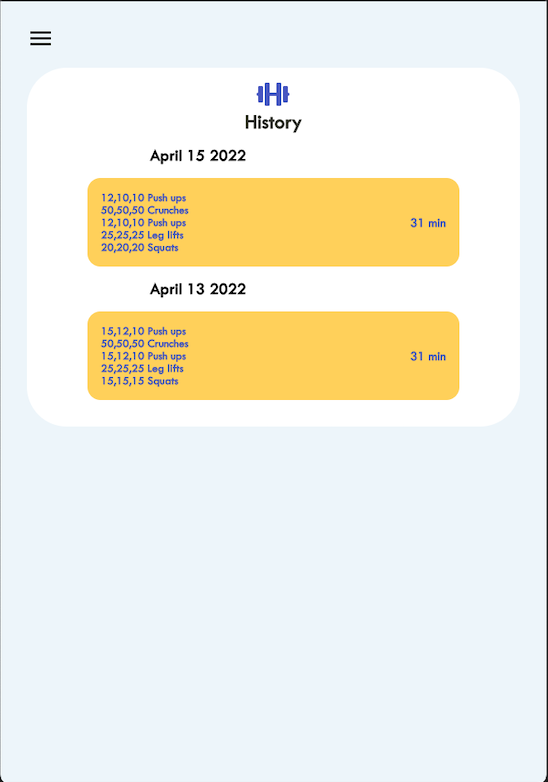 History
April 15 2022
12,10,10 Push ups
50,50,50 Crunches
12,10,10 Push ups
25,25,25 Leg lifts
20,20,20 Squats
31 min
April 13 2022
15,12,10 Push ups
50,50,50 Crunches
15,12,10 Push ups
25,25,25 Leg lifts
15,15,15 Squats
31 min